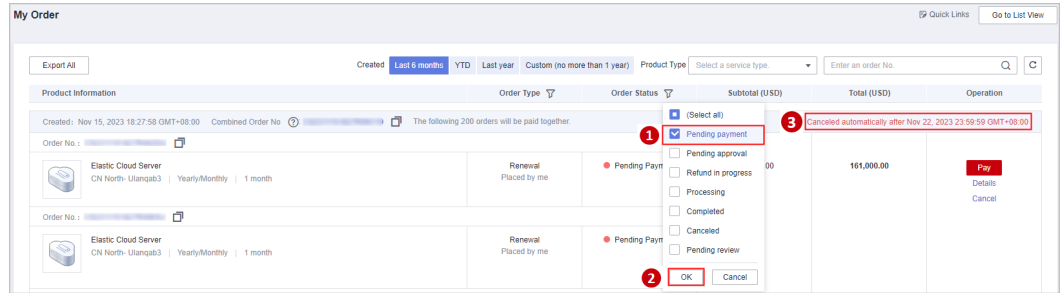 My Order
Quick Links
Go to List View
Export All
Created Last 6 months YTD Last year Custom (no more than 1 year) Product Type Select a service type. Enter an order No.
Product Information Order Type Order Status Subtotal (USD) Total (USD) Operation
Created: Nov 15, 2023 18:27:58 GMT+08:00 Combined Order No ? The following 200 orders will be paid together.
3 Canceled automatically after Nov 22, 2023 23:59:59 GMT+08:00
Order No.:
Elastic Cloud Server
CN North- Ulanqab3 | Yearly/Monthly | 1 month
Renewal
Placed by me
Pending Paym
00
161,000.00
Pay
Details
Cancel
Order No.:
Elastic Cloud Server
CN North- Ulanqab3 | Yearly/Monthly | 1 month
Renewal
Placed by me
Pending Paym
(Select all)
1 Pending payment
Pending approval
Refund in progress
Processing
Completed
Canceled
Pending review
2 OK Cancel